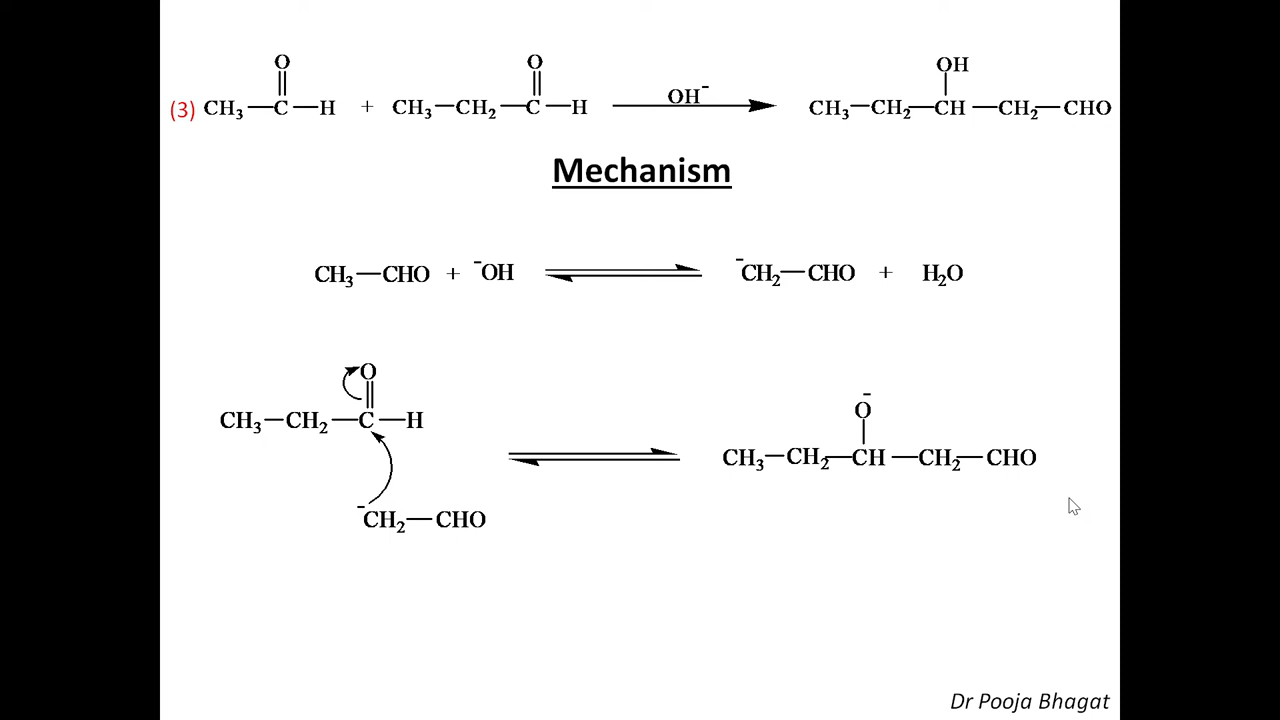 (3) CH₃—C(=O)—H + CH₃—CH₂—C(=O)—H —OH⁻→ CH₃—CH₂—CH(OH)—CH₂—CHO
Mechanism
CH₃—CHO + ⁻OH ⇌ ⁻CH₂—CHO + H₂O
CH₃—CH₂—C(=O)—H
⁻CH₂—CHO
⇌ CH₃—CH₂—CH(O⁻)—CH₂—CHO
Dr Pooja Bhagat